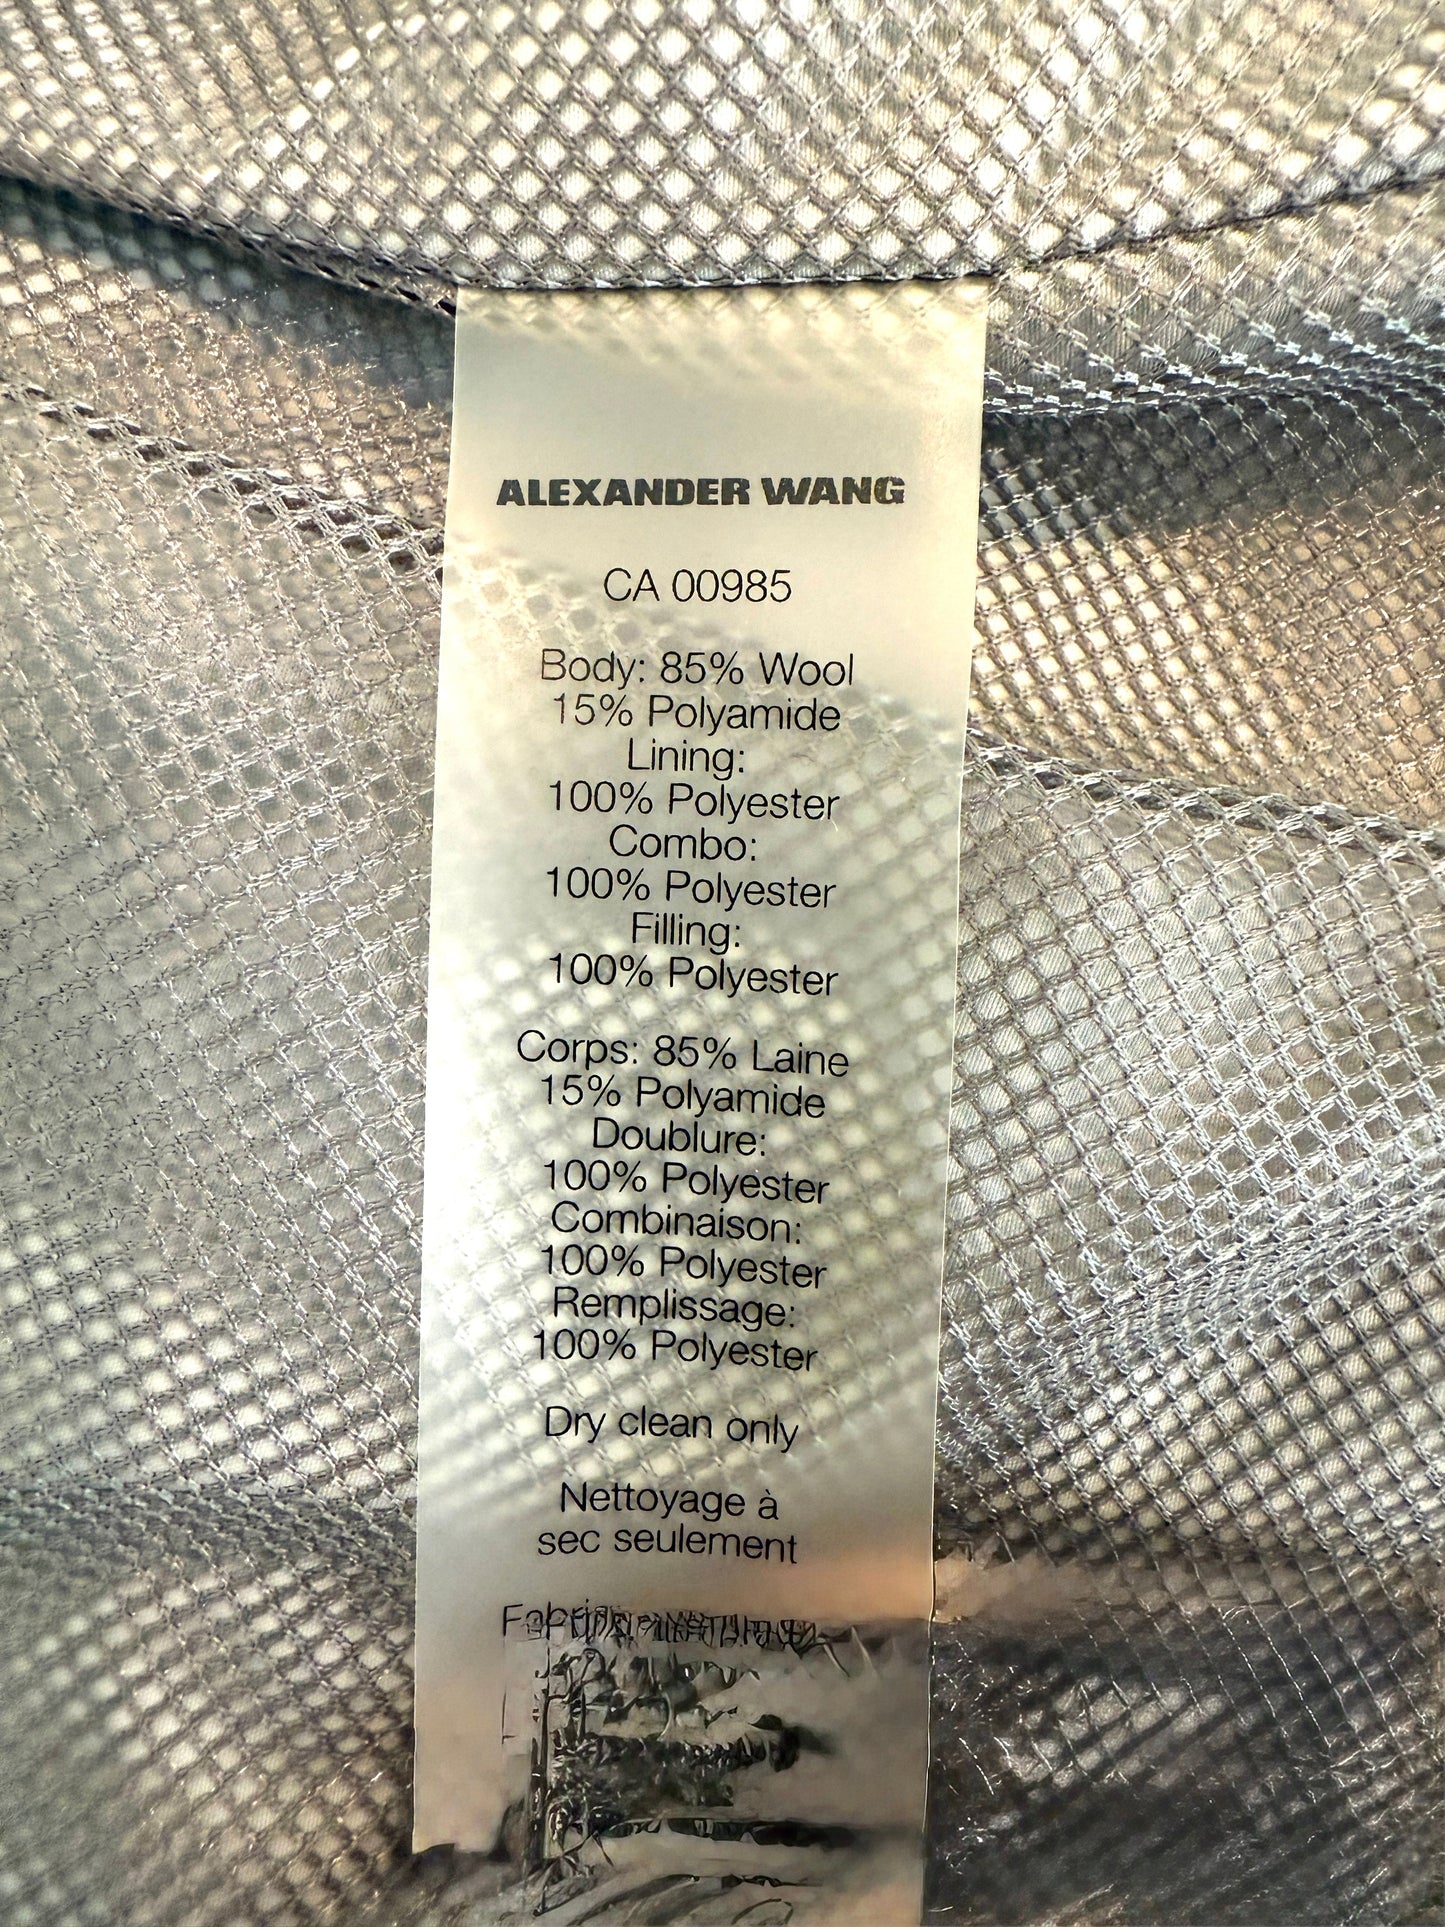 ALEXANDER WANG
CA 00985
Body: 85% Wool
15% Polyamide
Lining:
100% Polyester
Combo:
100% Polyester
Filling:
100% Polyester
Corps: 85% Laine
15% Polyamide
Doublure:
100% Polyester
Combinaison:
100% Polyester
Remplissage:
100% Polyester
Dry clean only
Nettoyage à
sec seulement